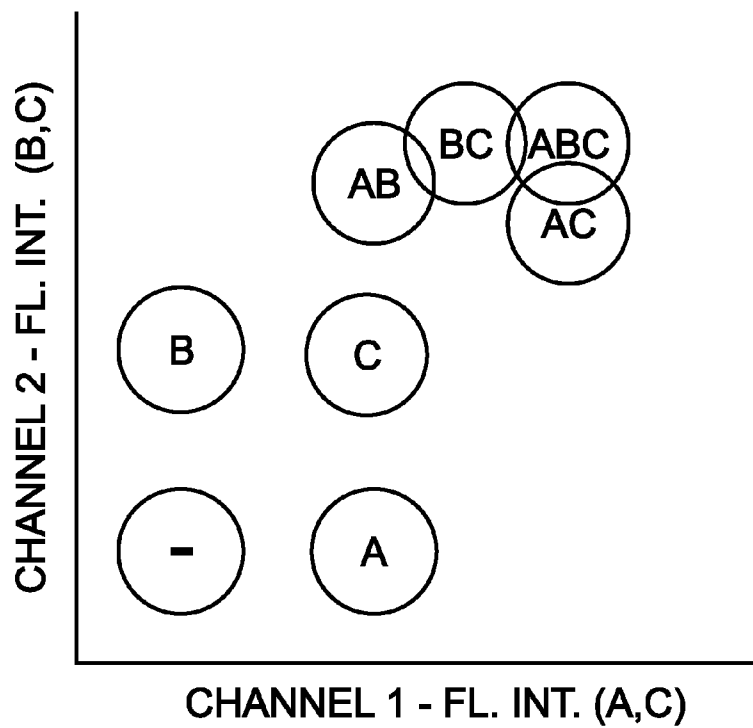 CHANNEL 2 - FL. INT. (B,C)
BC
ABC
AB
AC
B
C
-
A
CHANNEL 1 - FL. INT. (A,C)